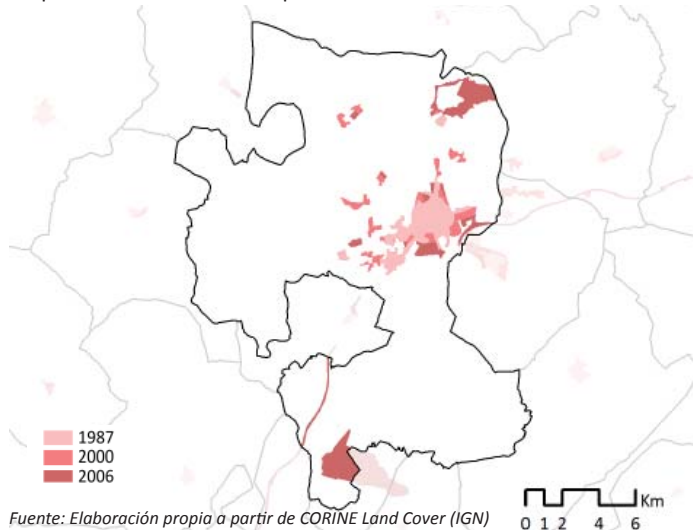 1987
2000
2006
Fuente: Elaboración propia a partir de CORINE Land Cover (IGN)
Km
0 1.2 4 6